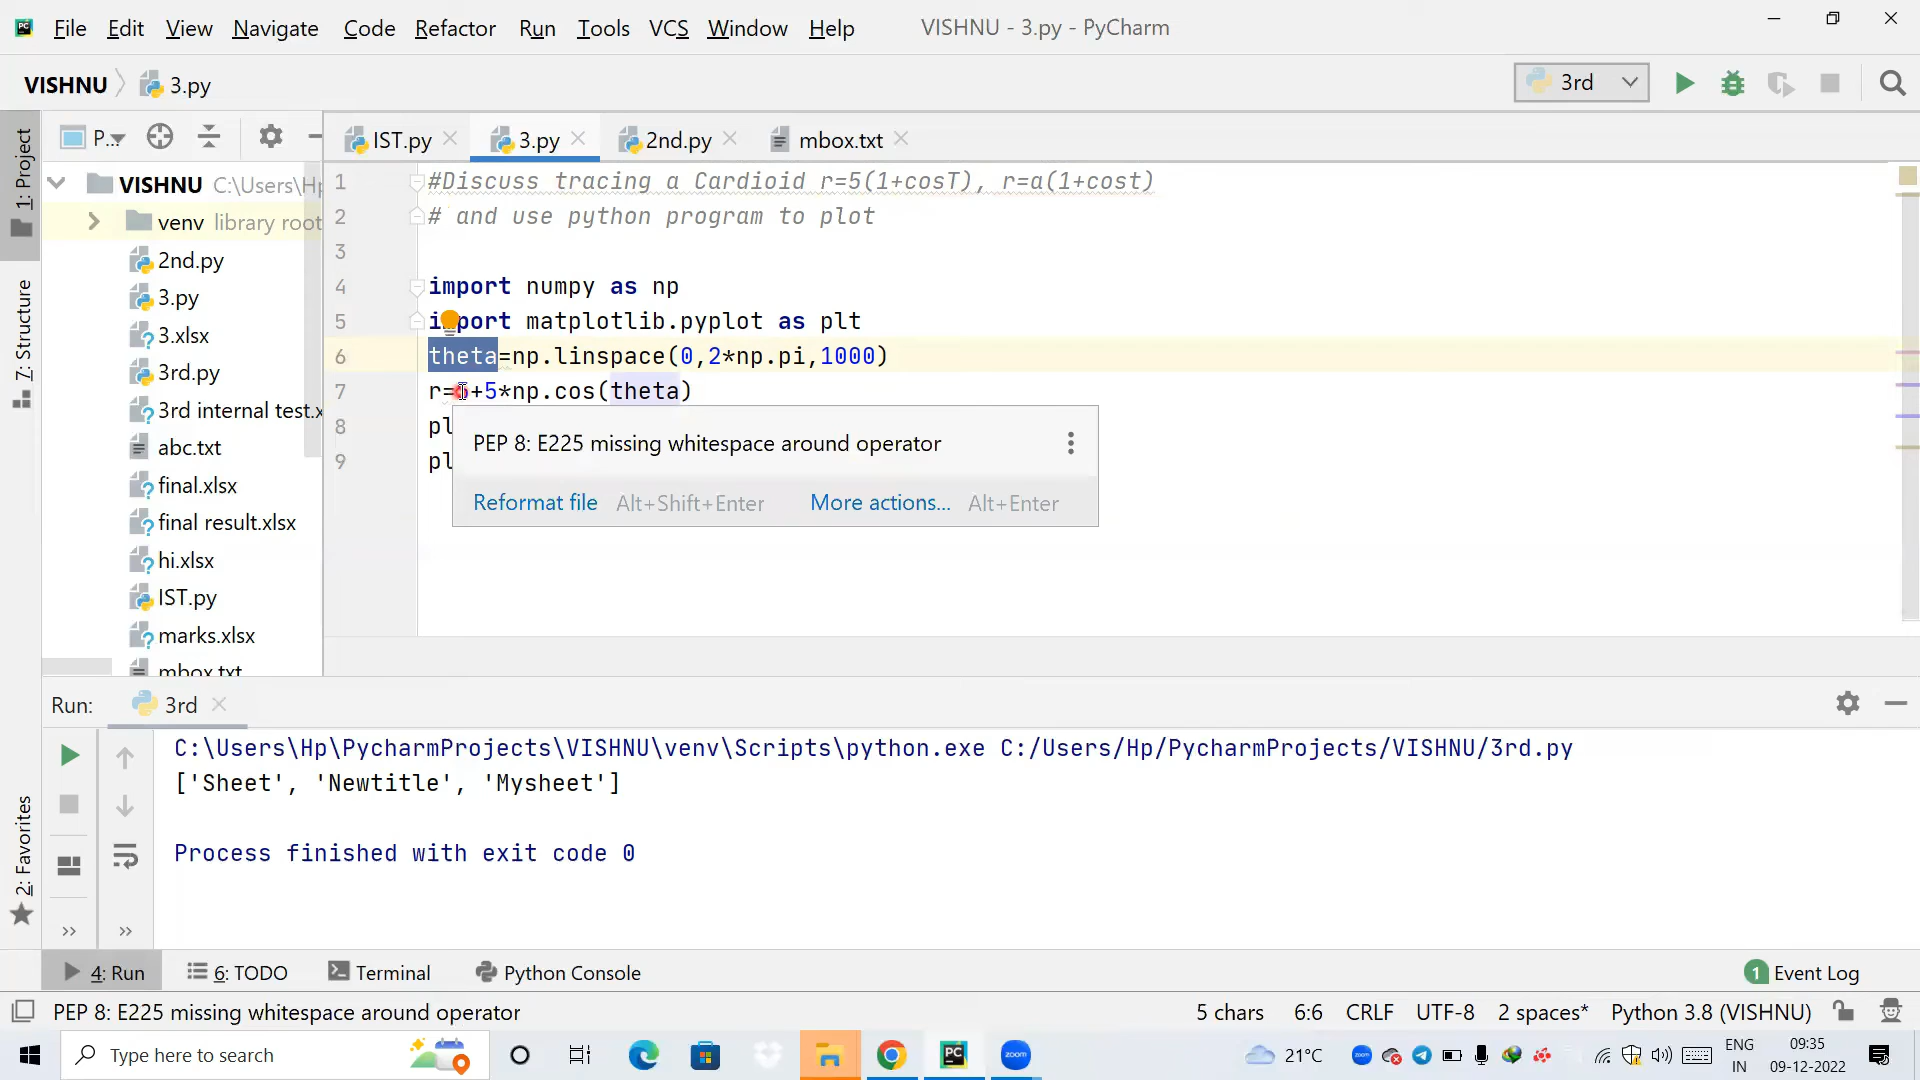 File Edit View Navigate Code Refactor Run Tools VCS Window Help VISHNU - 3.py - PyCharm
VISHNU 3.py 3rd
P... IST.py 3.py 2nd.py mbox.txt
1: Project
7: Structure
2: Favorites
VISHNU C:\Users\Hp
venv library root
2nd.py
3.py
3.xlsx
3rd.py
3rd internal test.x
abc.txt
final.xlsx
final result.xlsx
hi.xlsx
IST.py
marks.xlsx
mbox.txt
1 #Discuss tracing a Cardioid r=5(1+cosT), r=a(1+cost)
2 # and use python program to plot
3
4 import numpy as np
5 import matplotlib.pyplot as plt
6 theta=np.linspace(0,2*np.pi,1000)
7 r= +5*np.cos(theta)
8 pl
9 pl
PEP 8: E225 missing whitespace around operator
Reformat file Alt+Shift+Enter More actions... Alt+Enter
Run: 3rd
C:\Users\Hp\PycharmProjects\VISHNU\venv\Scripts\python.exe C:/Users/Hp/PycharmProjects/VISHNU/3rd.py
['Sheet', 'Newtitle', 'Mysheet']
Process finished with exit code 0
4: Run 6: TODO Terminal Python Console 1 Event Log
PEP 8: E225 missing whitespace around operator 5 chars 6:6 CRLF UTF-8 2 spaces* Python 3.8 (VISHNU)
Type here to search PC zoom 21°C zoom ENG IN 09:35 09-12-2022